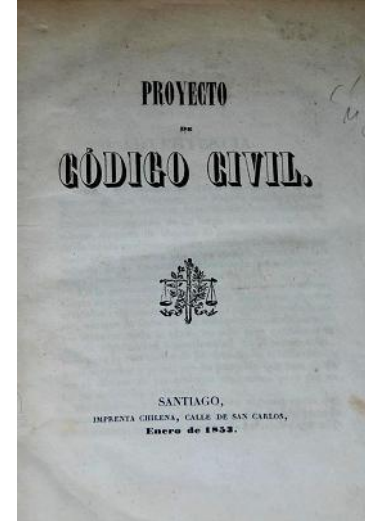 PROYECTO
DE
CÓDIGO CIVIL.
SANTIAGO,
IMPRENTA CHILENA, CALLE DE SAN CARLOS,
Enero de 1853.